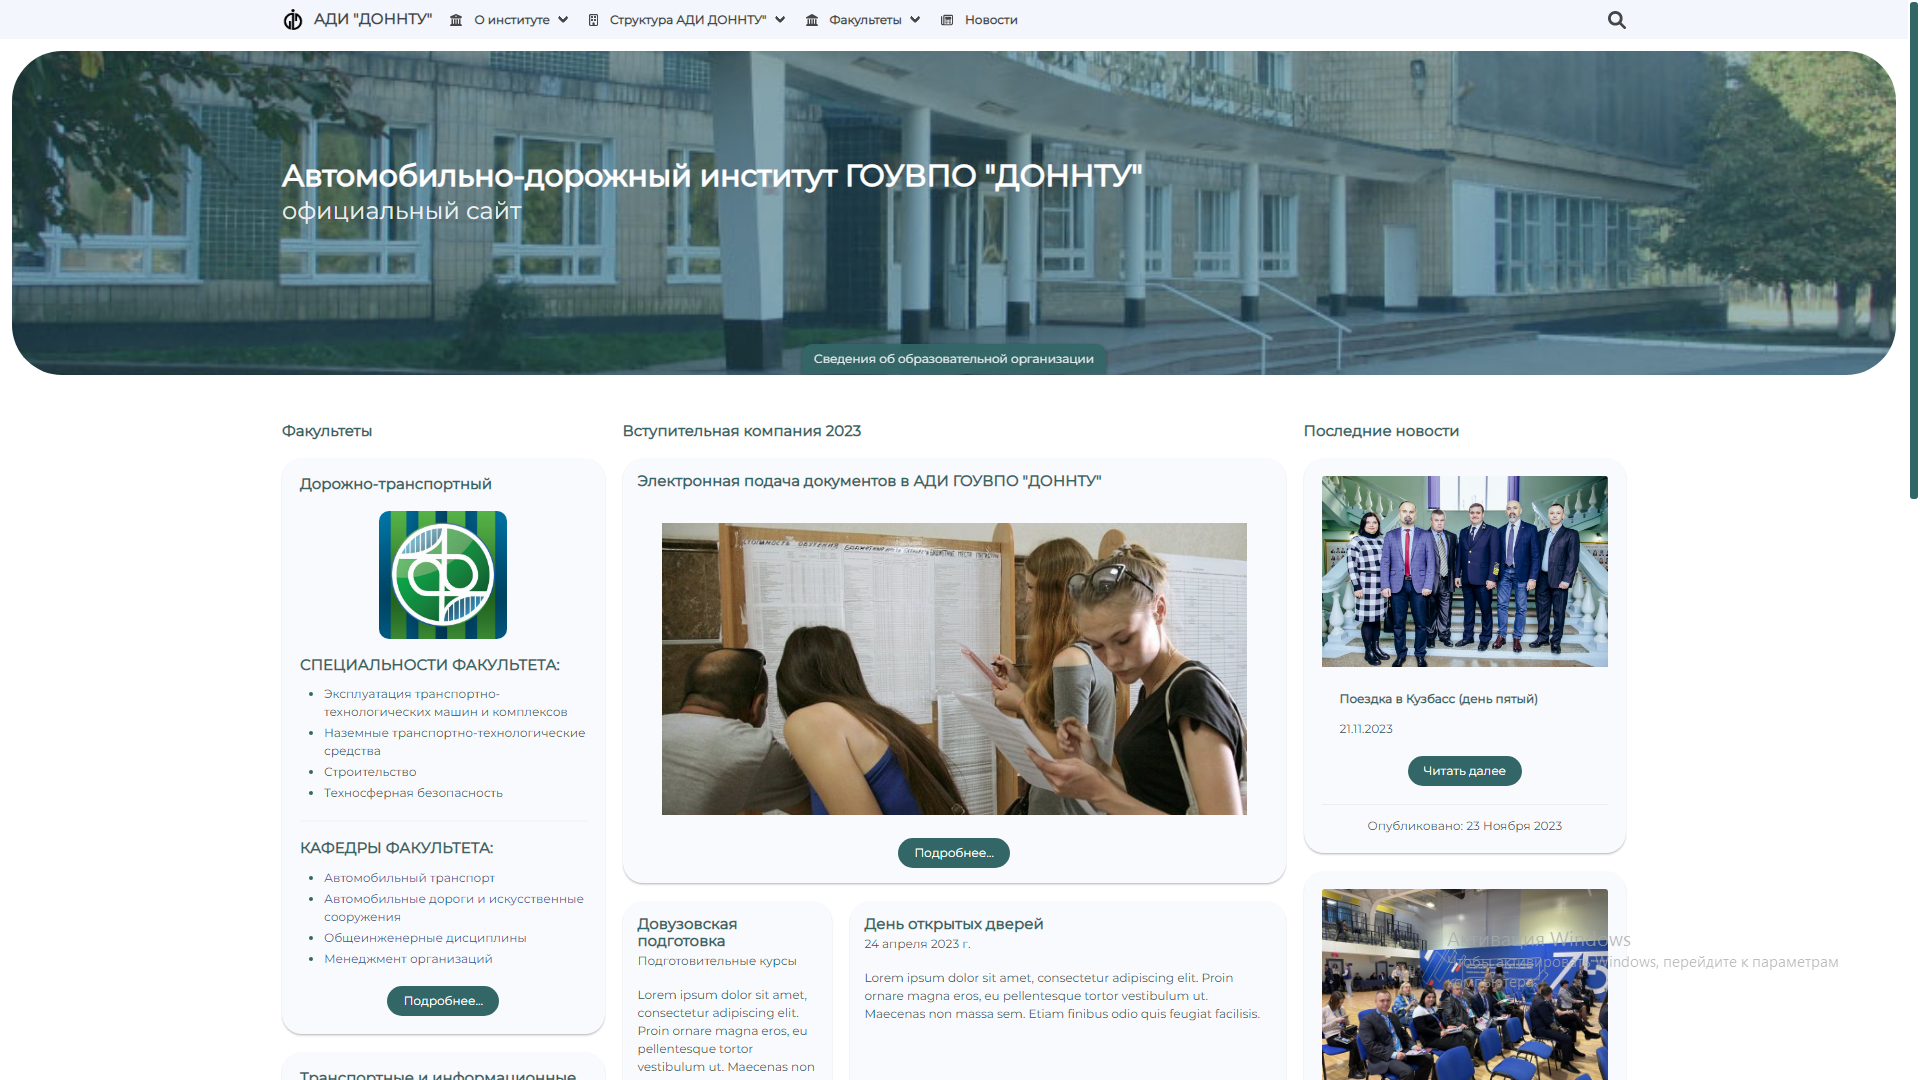 АДИ "ДОННТУ"
О институте
Структура АДИ ДОННТУ"
Факультеты
Новости
Автомобильно-дорожный институт ГОУВПО "ДОННТУ"
официальный сайт
Сведения об образовательной организации
Факультеты
Дорожно-транспортный
СПЕЦИАЛЬНОСТИ ФАКУЛЬТЕТА:
Эксплуатация транспортно-
технологических машин и комплексов
Наземные транспортно-технологические
средства
Строительство
Техносферная безопасность
КАФЕДРЫ ФАКУЛЬТЕТА:
Автомобильный транспорт
Автомобильные дороги и искусственные
сооружения
Общеинженерные дисциплины
Менеджмент организаций
Подробнее...
Транспортные и информационные
Вступительная компания 2023
Электронная подача документов в АДИ ГОУВПО "ДОННТУ"
Подробнее...
Довузовская
подготовка
Подготовительные курсы
Lorem ipsum dolor sit amet,
consectetur adipiscing elit.
Proin ornare magna eros, eu
pellentesque tortor
vestibulum ut. Maecenas non
День открытых дверей
24 апреля 2023 г.
Lorem ipsum dolor sit amet, consectetur adipiscing elit. Proin
ornare magna eros, eu pellentesque tortor vestibulum ut.
Maecenas non massa sem. Etiam finibus odio quis feugiat facilisis.
Последние новости
Поездка в Кузбасс (день пятый)
21.11.2023
Читать далее
Опубликовано: 23 Ноября 2023
75
Активация Windows
Чтобы активировать Windows, перейдите к параметрам
компьютера.